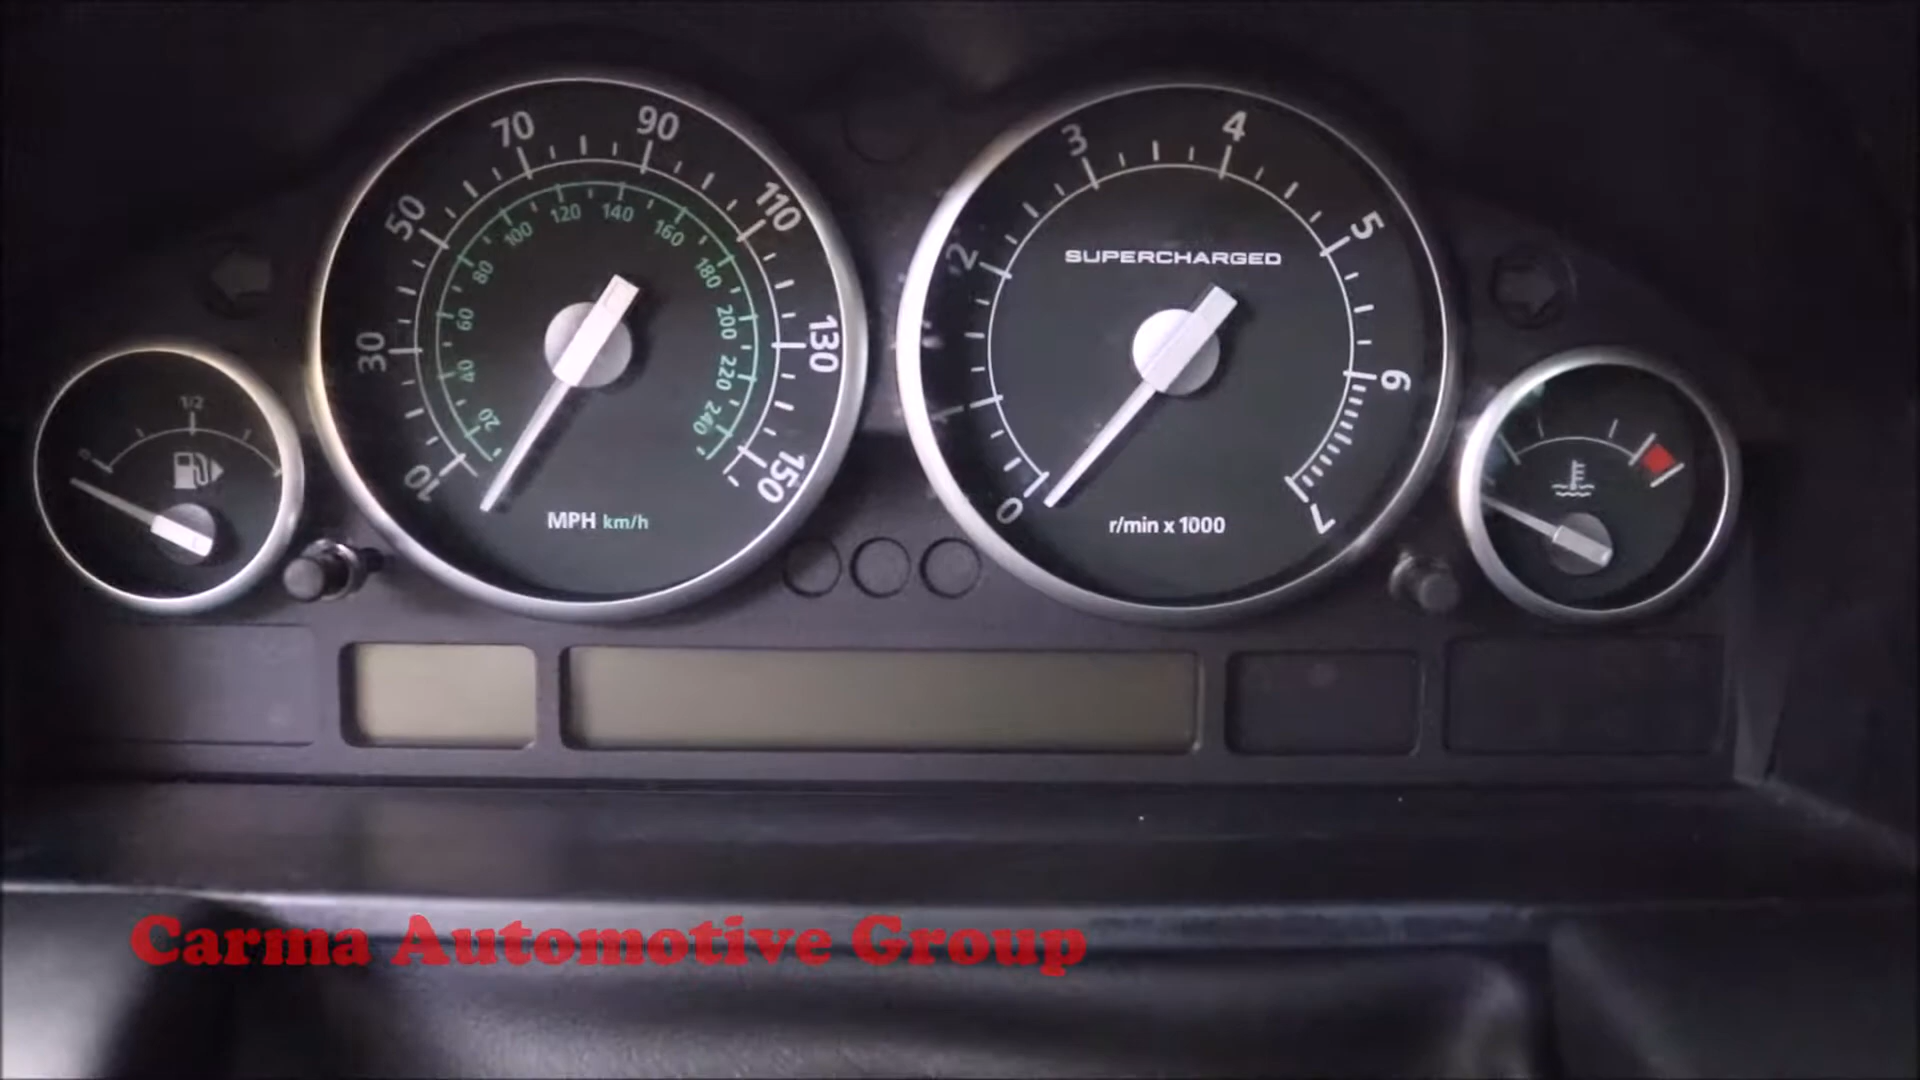 70 90
50 110
30 130
10 150
100 120 140 160
80 180
60 200
40 220
20 240
MPH km/h
3 4
2 5
6
0 7
SUPERCHARGED
r/min x 1000
0 1/2
Carma Automotive Group